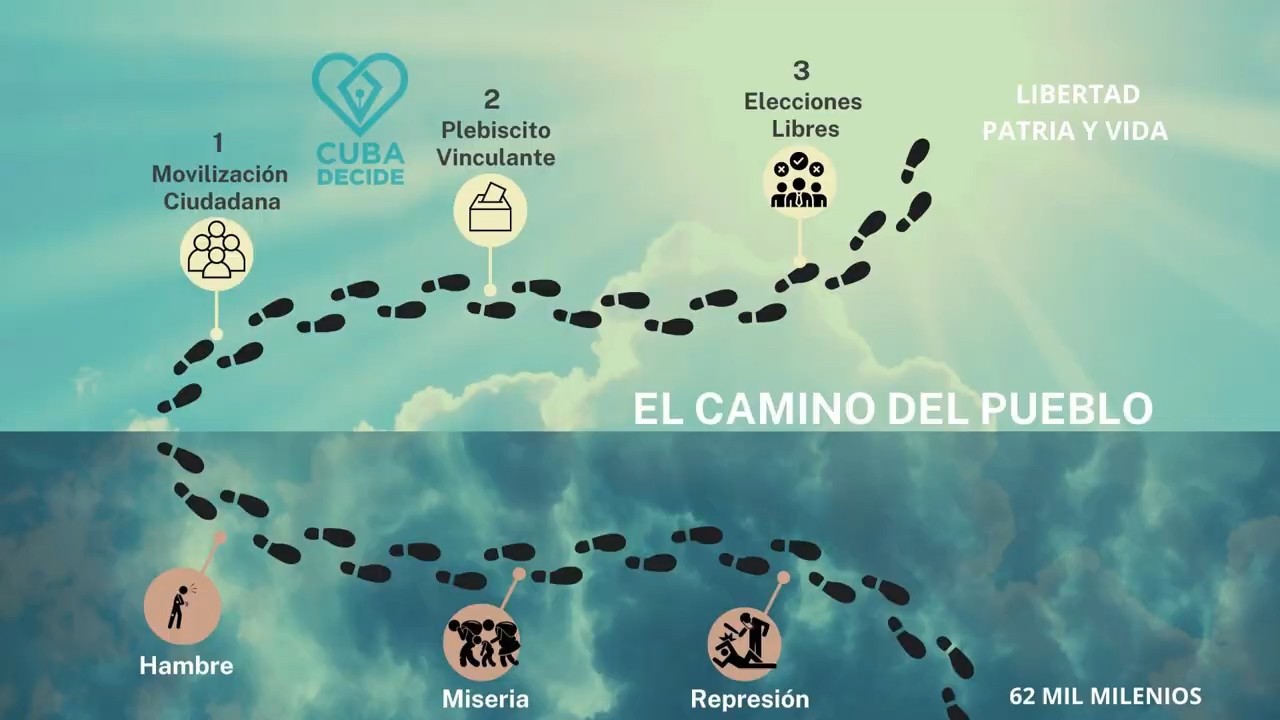 1
Movilización
Ciudadana
CUBA
DECIDE
2
Plebiscito
Vinculante
3
Elecciones
Libres
LIBERTAD
PATRIA Y VIDA
EL CAMINO DEL PUEBLO
Hambre
Miseria
Represión
62 MIL MILENIOS